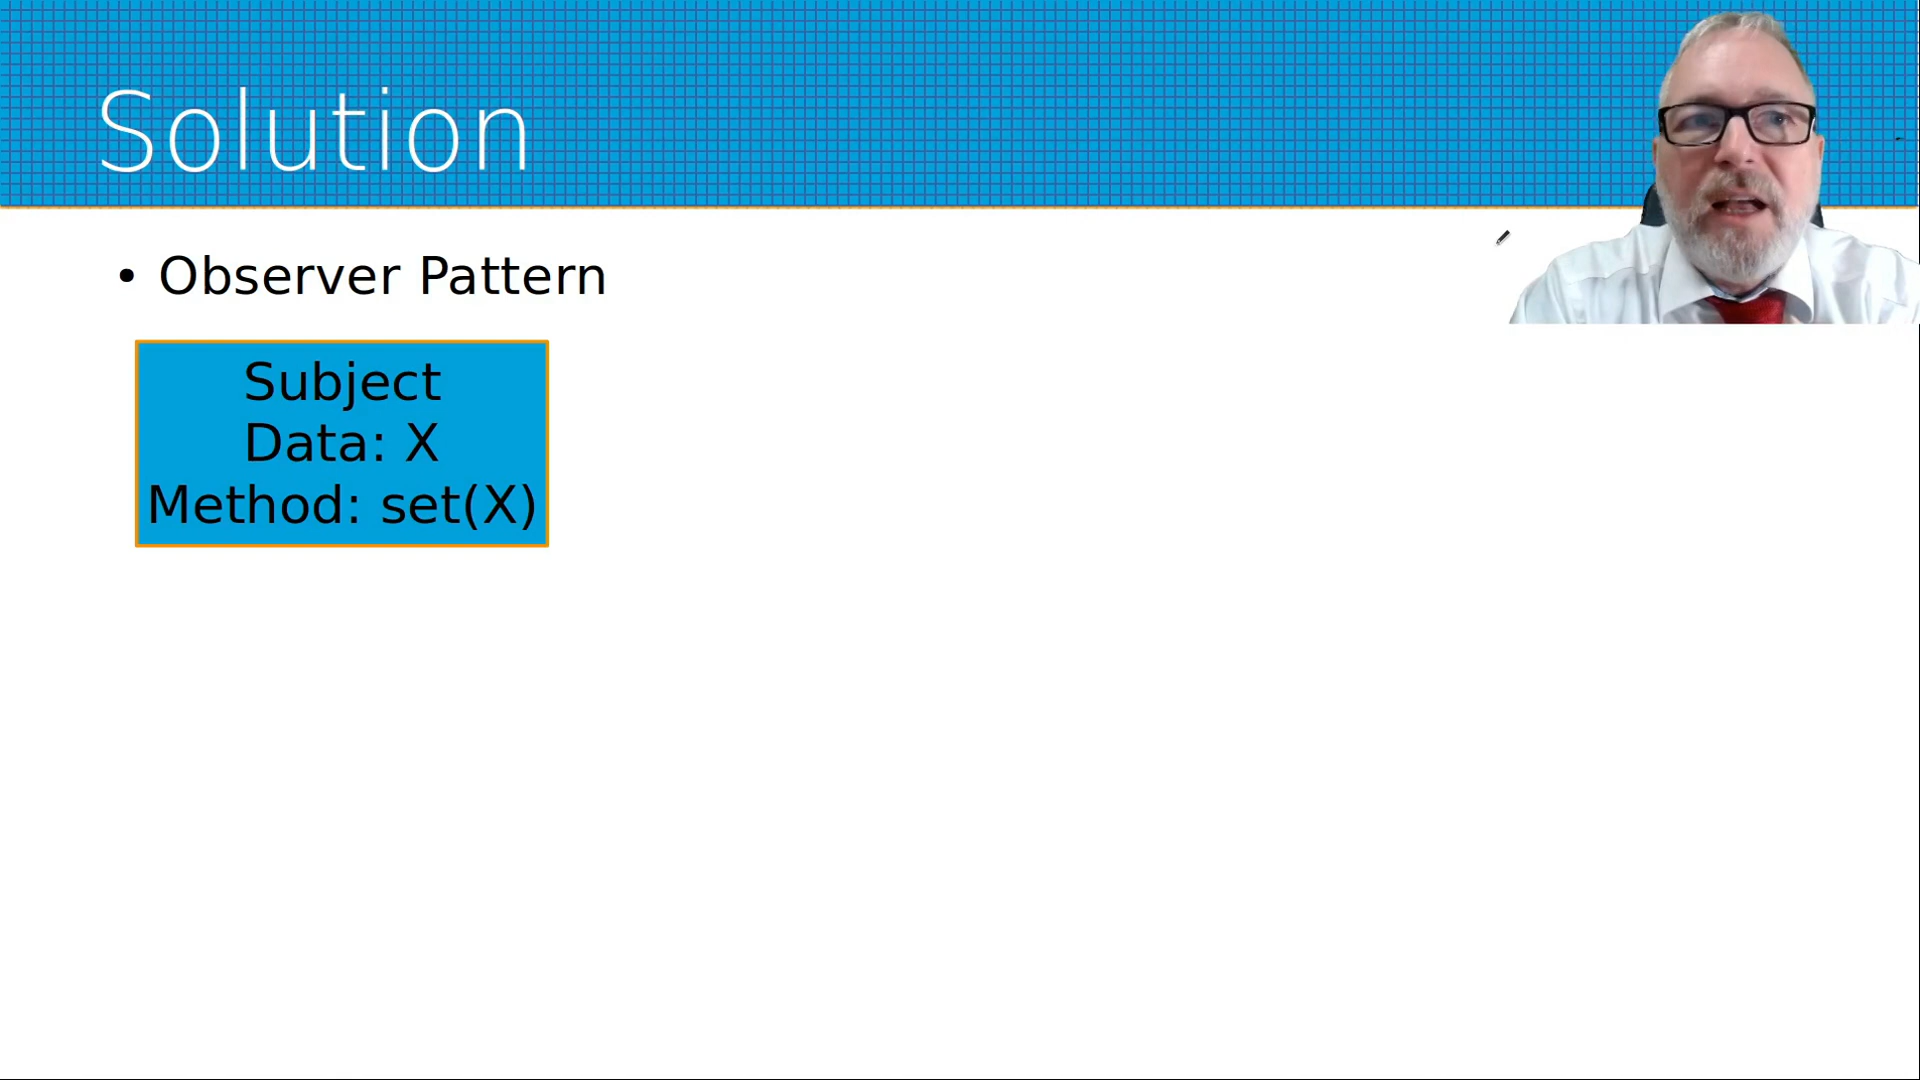 Solution
• Observer Pattern
Subject
Data: X
Method: set(X)